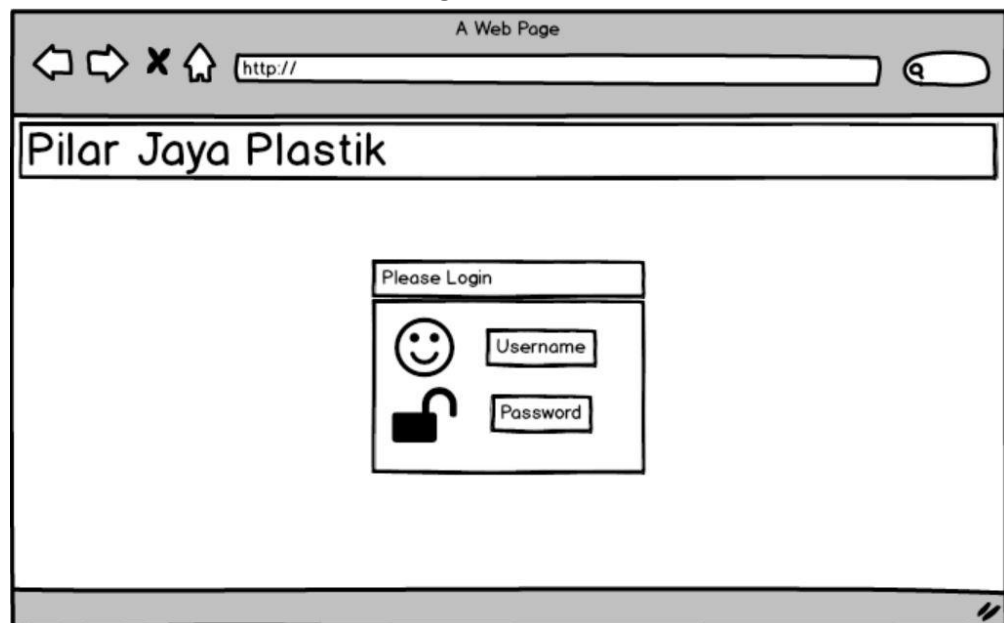 A Web Page
http://
Pilar Jaya Plastik
Please Login
Username
Password